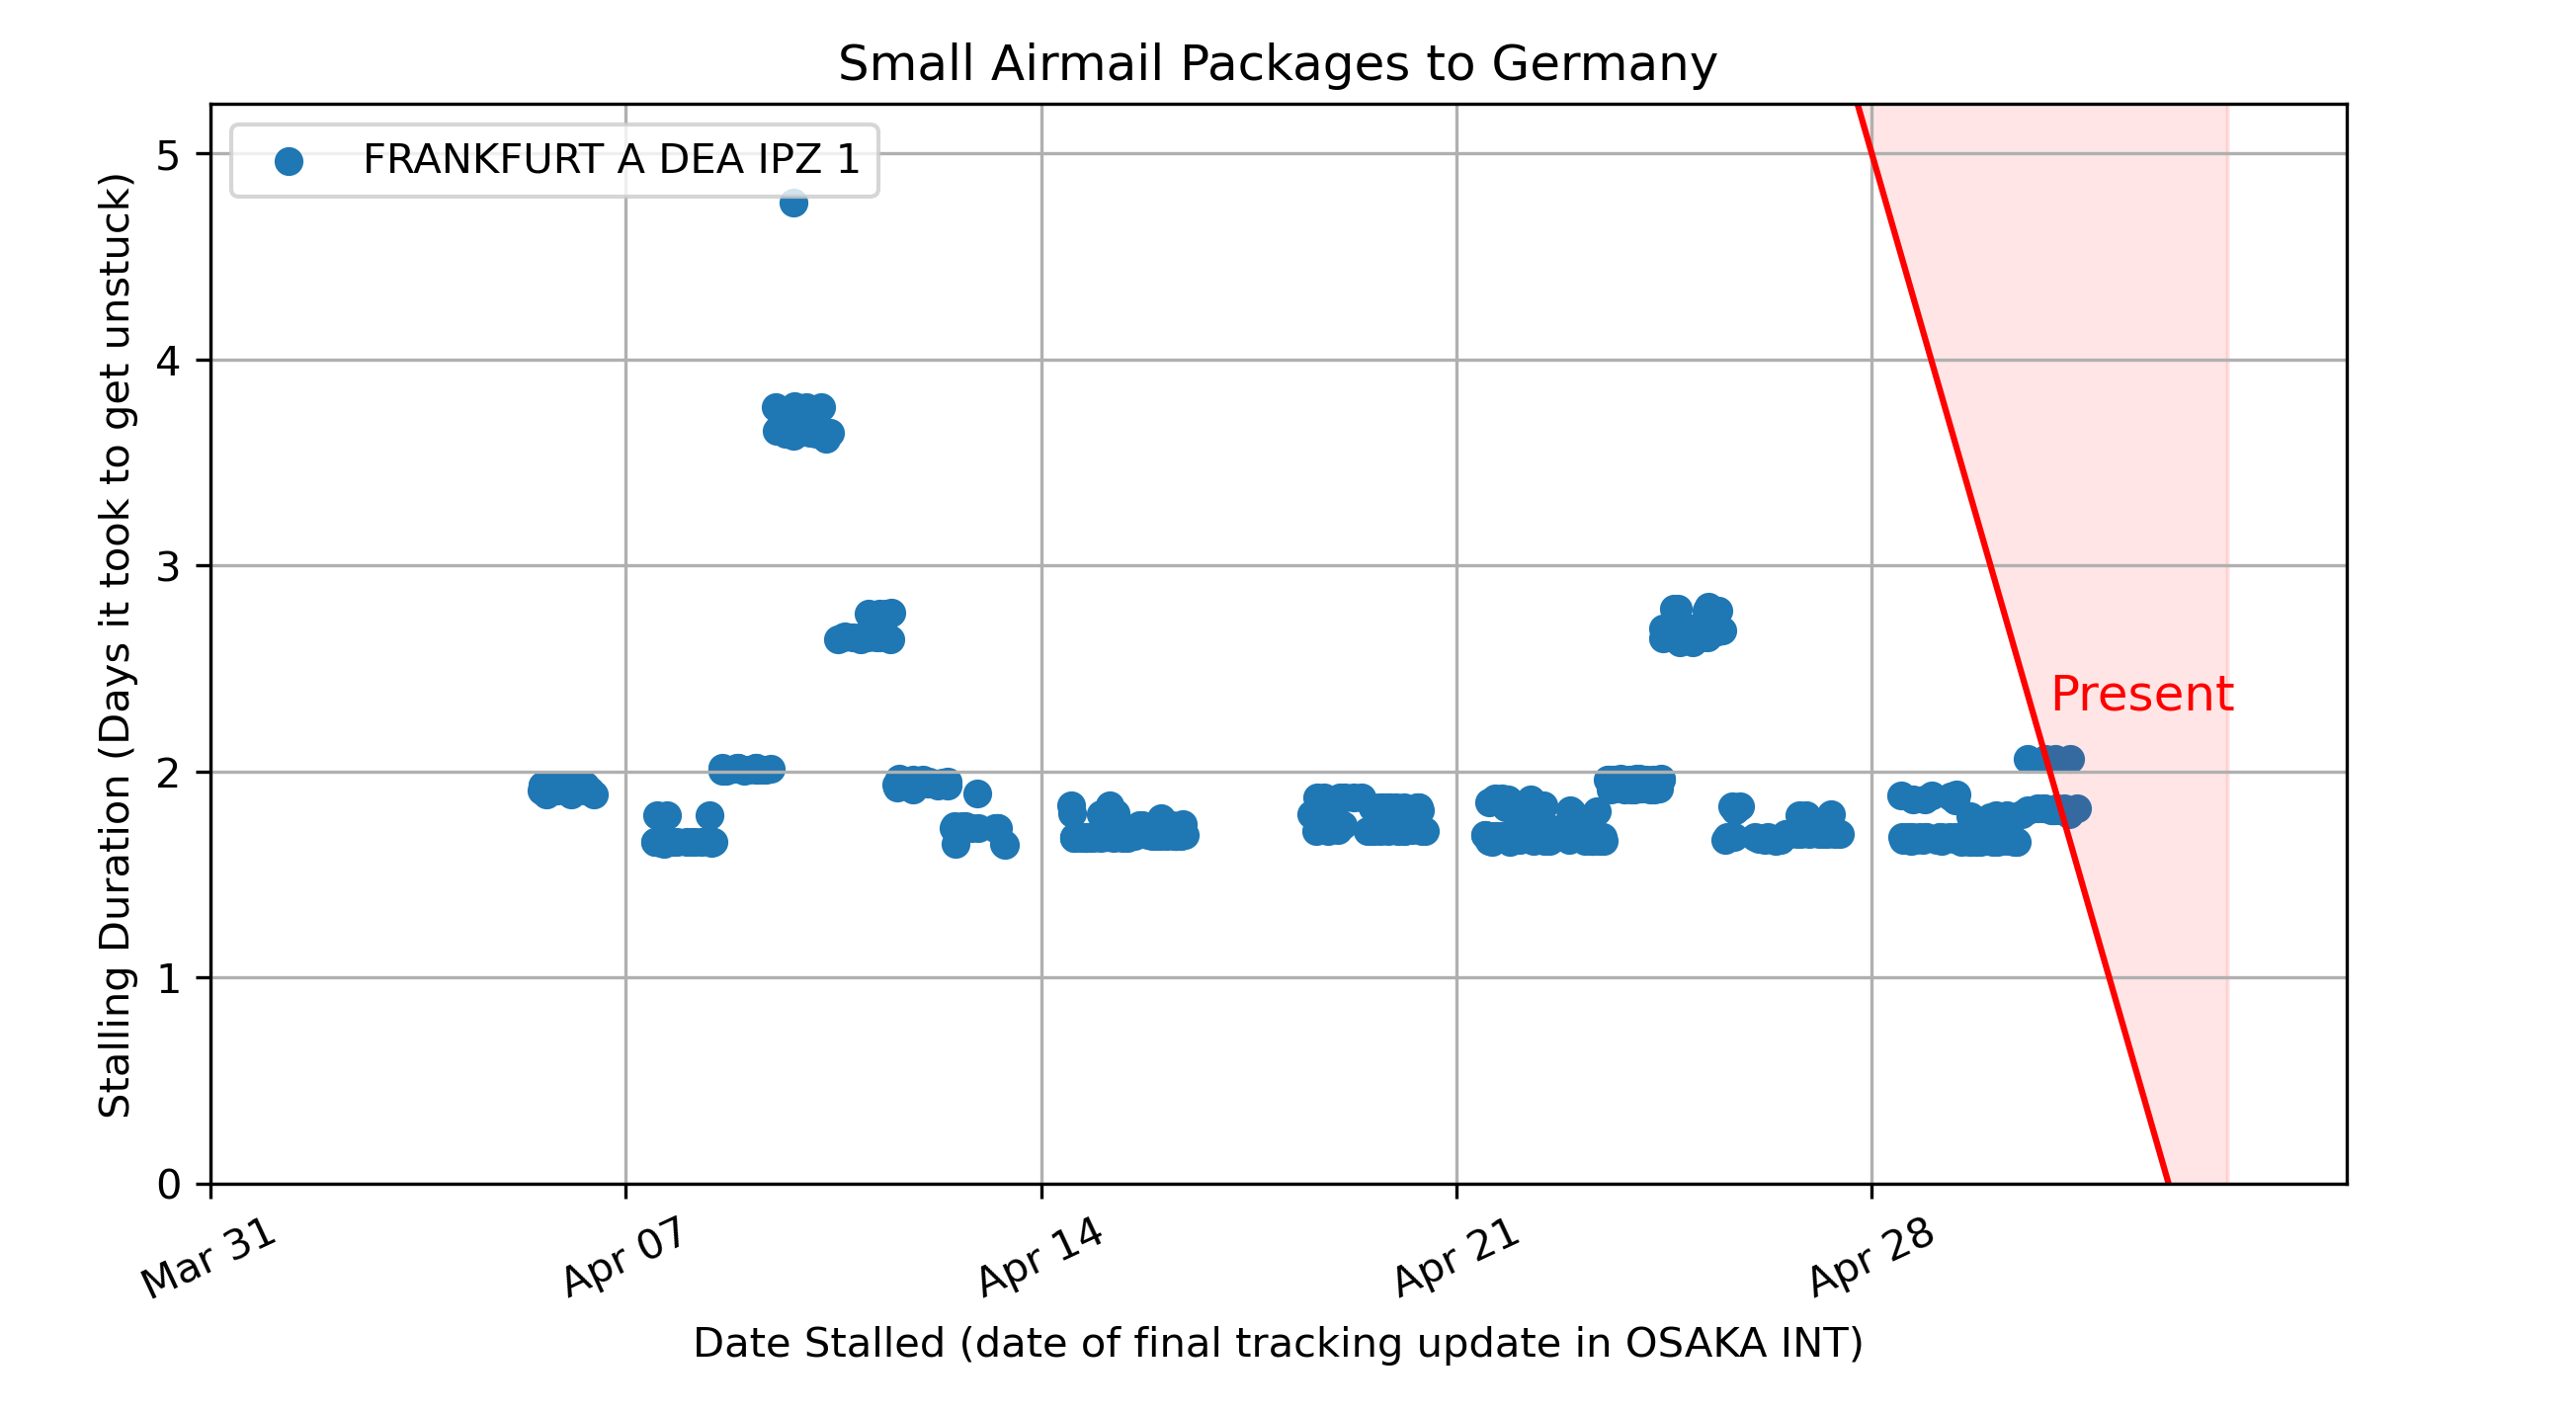 Small Airmail Packages to Germany
FRANKFURT A DEA IPZ 1
Stalling Duration (Days it took to get unstuck)
5
4
3
2
1
0
Present
Mar 31
Apr 07
Apr 14
Apr 21
Apr 28
Date Stalled (date of final tracking update in OSAKA INT)